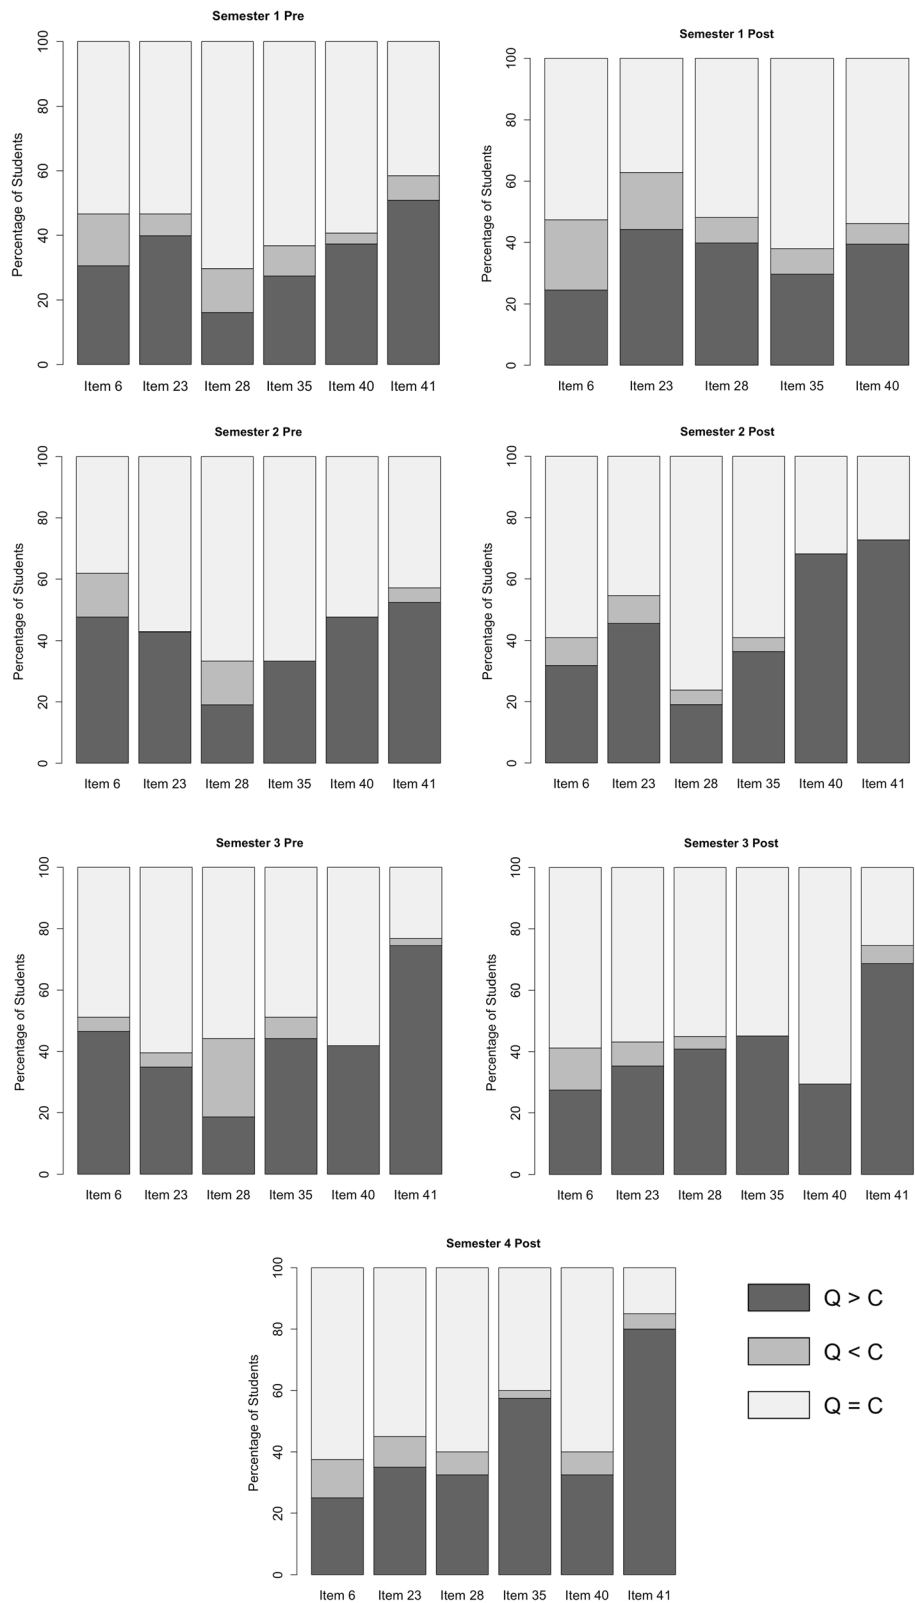 Semester 1 Pre
Percentage of Students
0 20 40 60 80 100
Item 6 Item 23 Item 28 Item 35 Item 40 Item 41
Semester 1 Post
Percentage of Students
0 20 40 60 80 100
Item 6 Item 23 Item 28 Item 35 Item 40
Semester 2 Pre
Percentage of Students
0 20 40 60 80 100
Item 6 Item 23 Item 28 Item 35 Item 40 Item 41
Semester 2 Post
Percentage of Students
0 20 40 60 80 100
Item 6 Item 23 Item 28 Item 35 Item 40 Item 41
Semester 3 Pre
Percentage of Students
0 20 40 60 80 100
Item 6 Item 23 Item 28 Item 35 Item 40 Item 41
Semester 3 Post
Percentage of Students
0 20 40 60 80 100
Item 6 Item 23 Item 28 Item 35 Item 40 Item 41
Semester 4 Post
Percentage of Students
0 20 40 60 80 100
Item 6 Item 23 Item 28 Item 35 Item 40 Item 41
Q > C
Q < C
Q = C